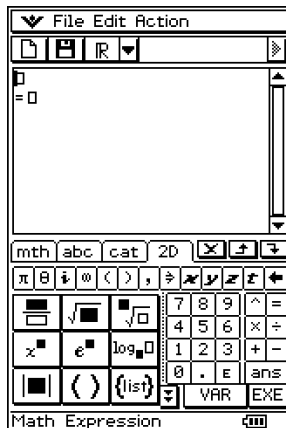 File Edit Action
ℝ
=
mth abc cat 2D
π θ i ∞ ( ) , ⇒ x y z t ←
7 8 9 ^ =
4 5 6 × ÷
x■ e■ log■□ 1 2 3 + -
|■| ( ) {list} 0 . E ans
VAR EXE
Math Expression